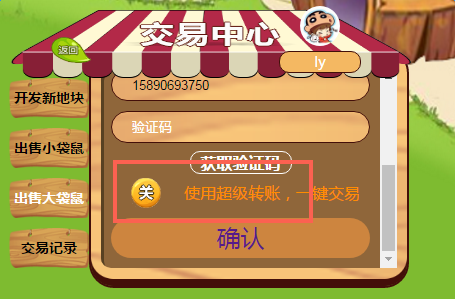 交易中心
返回
ly
15890693750
开发新地块
验证码
出售小袋鼠
获取验证码
关
使用超级转账，一键交易
出售大袋鼠
确认
交易记录